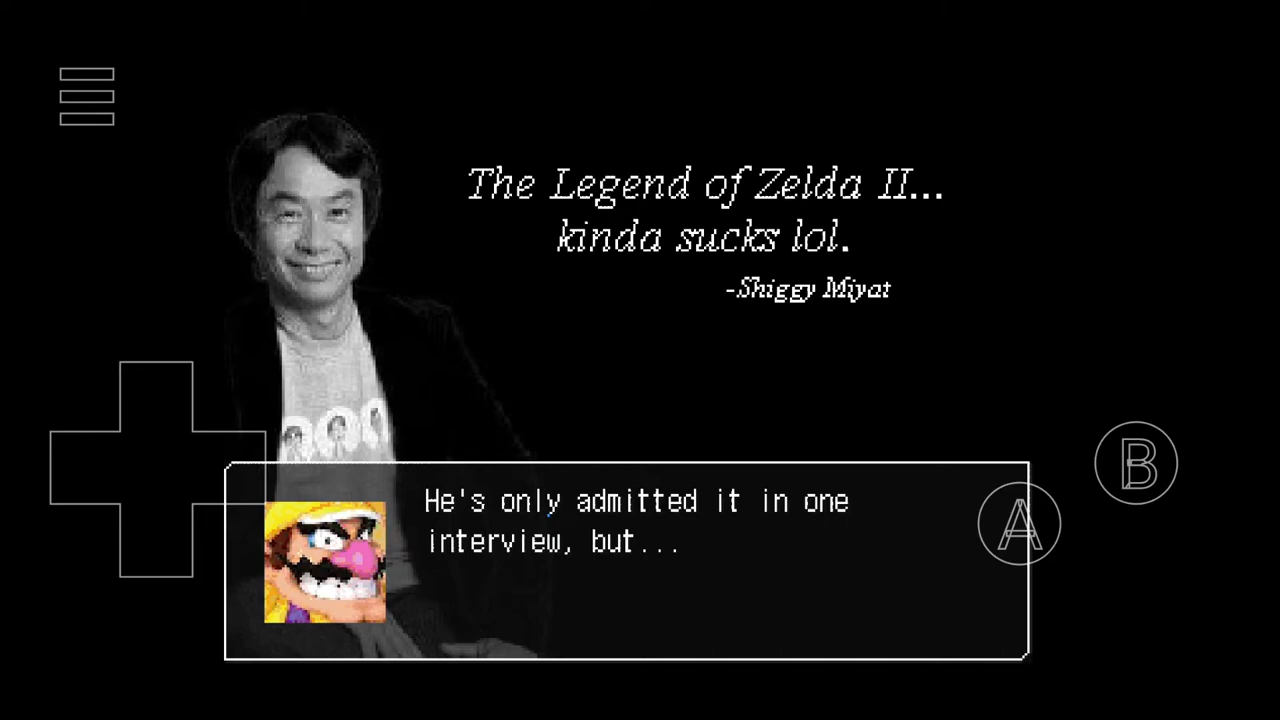 The Legend of Zelda II...
kinda sucks lol.
-Shiggy Miyat
He's only admitted it in one
interview, but...
A
B